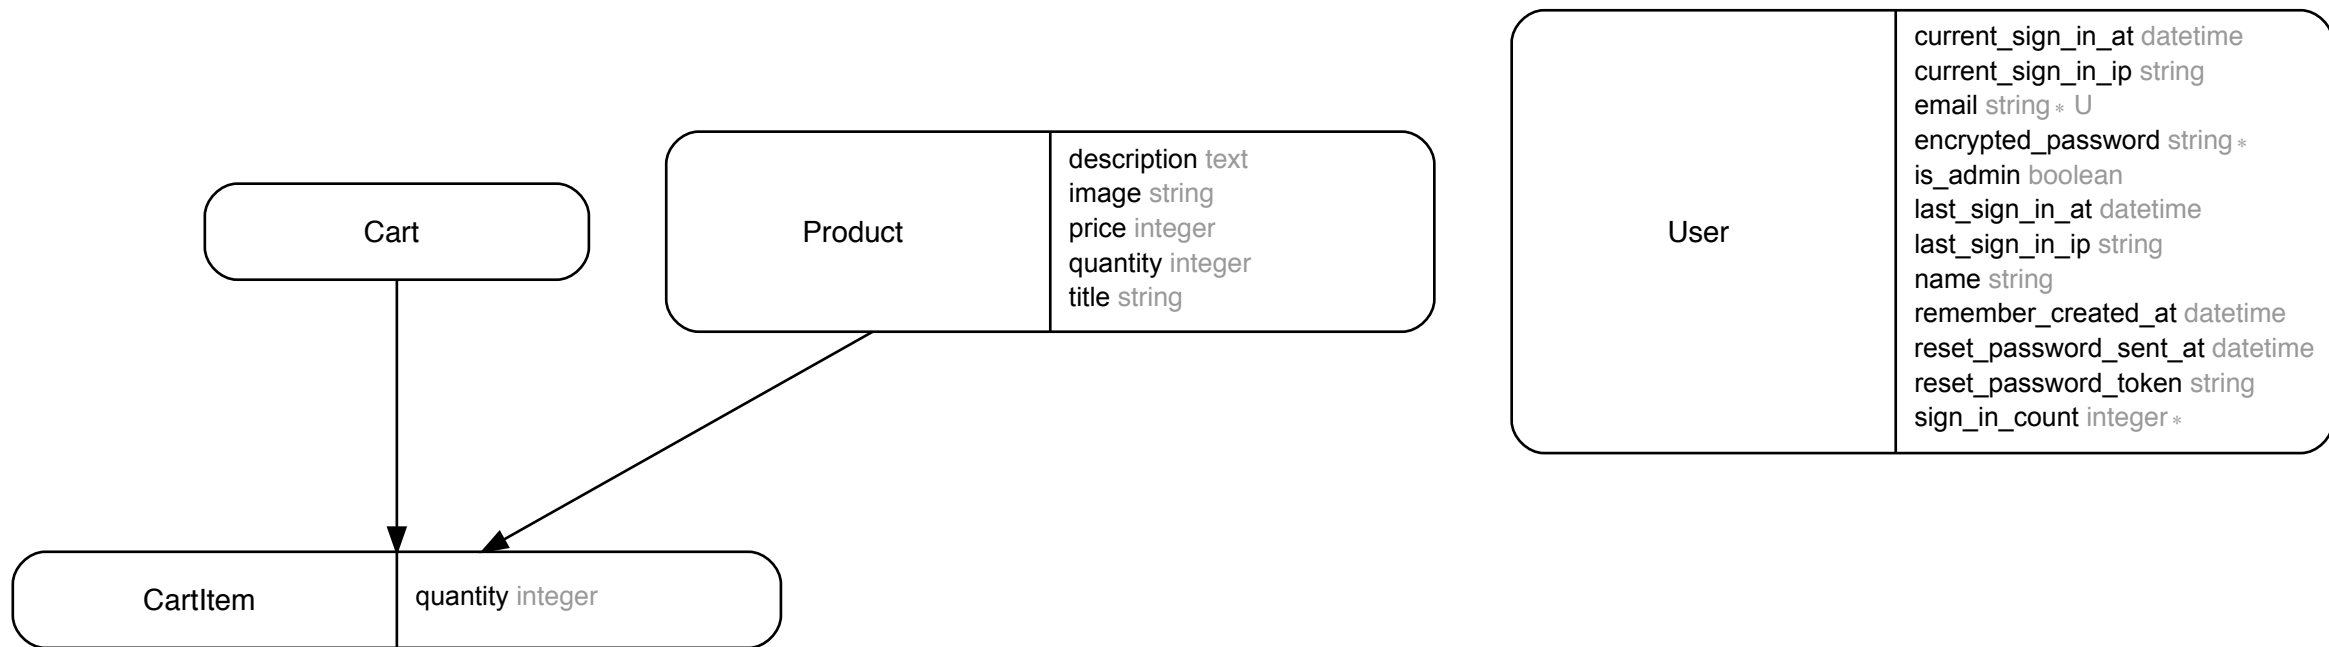 Cart
Product
description text
image string
price integer
quantity integer
title string
User
current_sign_in_at datetime
current_sign_in_ip string
email string * U
encrypted_password string *
is_admin boolean
last_sign_in_at datetime
last_sign_in_ip string
name string
remember_created_at datetime
reset_password_sent_at datetime
reset_password_token string
sign_in_count integer *
CartItem
quantity integer